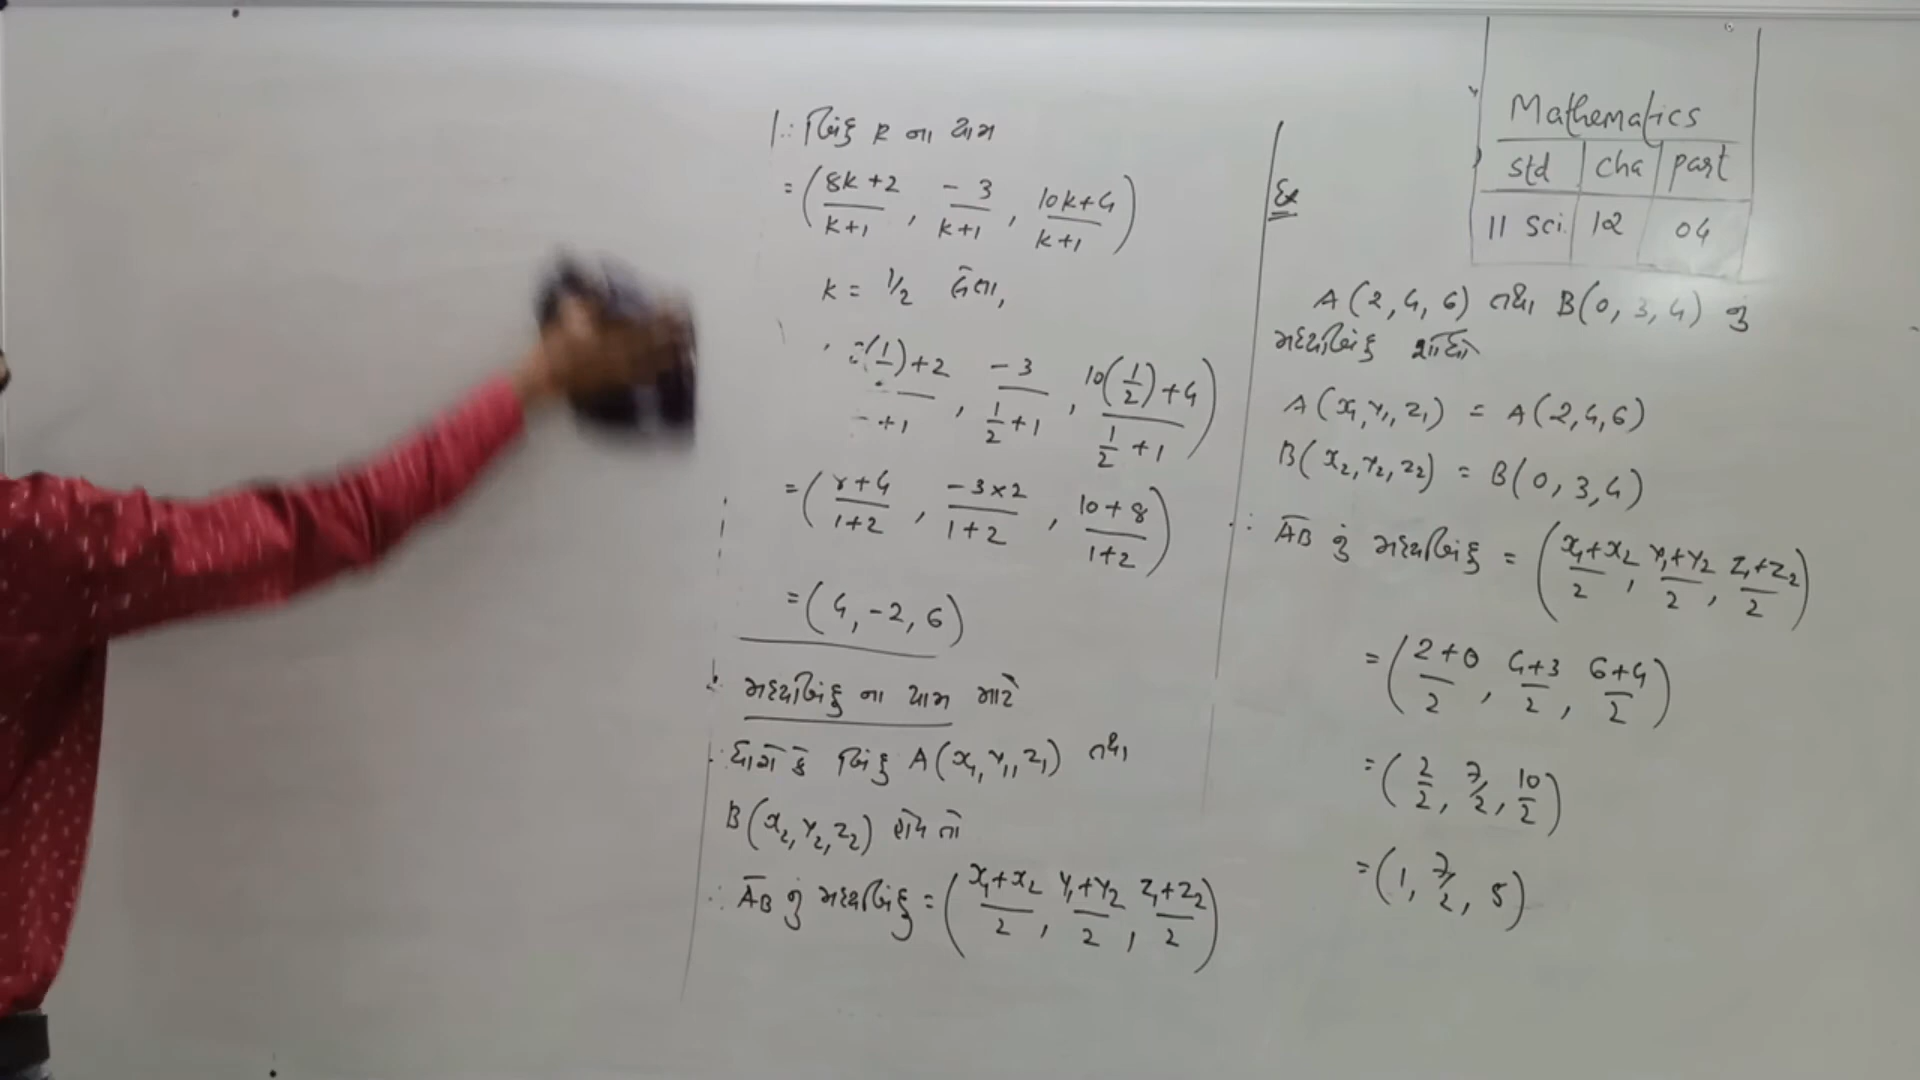 ∴ બિંદુ R ના યામ
= ( (8k+2)/(k+1) , -3/(k+1) , (10k+4)/(k+1) )
k = 1/2 લેતા,
(1/ )+2 / +1 , -3/(1/2 +1) , (10(1/2)+4)/(1/2 +1) )
= ( (8+4)/(1+2) , (-3×2)/(1+2) , (10+8)/(1+2) )
= (4, -2, 6)
મધ્યબિંદુ ના યામ માટે
ધારો કે બિંદુ A(x₁, y₁, z₁) તથા
B(x₂, y₂, z₂) હોય તો
∴ A̅B̅ નું મધ્યબિંદુ = ( (x₁+x₂)/2 , (y₁+y₂)/2 , (z₁+z₂)/2 )
Mathematics
std cha part
11 Sci. 12 04
Ex
A(2, 4, 6) તથા B(0, 3, 4) નું
મધ્યબિંદુ શોધો
A(x₁, y₁, z₁) = A(2,4,6)
B(x₂, y₂, z₂) = B(0, 3, 4)
∴ A̅B̅ નું મધ્યબિંદુ = ( (x₁+x₂)/2 , (y₁+y₂)/2 , (z₁+z₂)/2 )
= ( (2+0)/2 , (4+3)/2 , (6+4)/2 )
= ( 2/2 , 7/2 , 10/2 )
= (1, 7/2, 5)